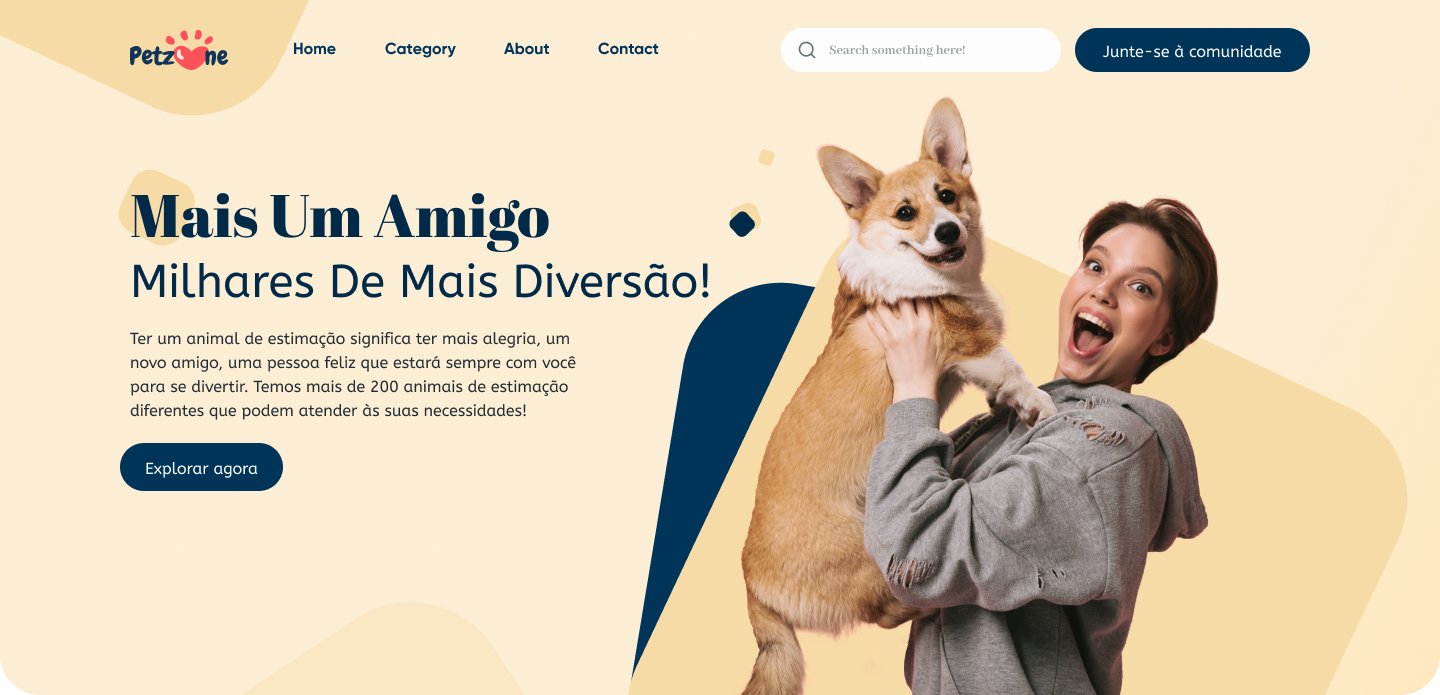 Petzone
Home Category About Contact
Search something here!
Junte-se à comunidade
Mais Um Amigo
Milhares De Mais Diversão!
Ter um animal de estimação significa ter mais alegria, um
novo amigo, uma pessoa feliz que estará sempre com você
para se divertir. Temos mais de 200 animais de estimação
diferentes que podem atender às suas necessidades!
Explorar agora